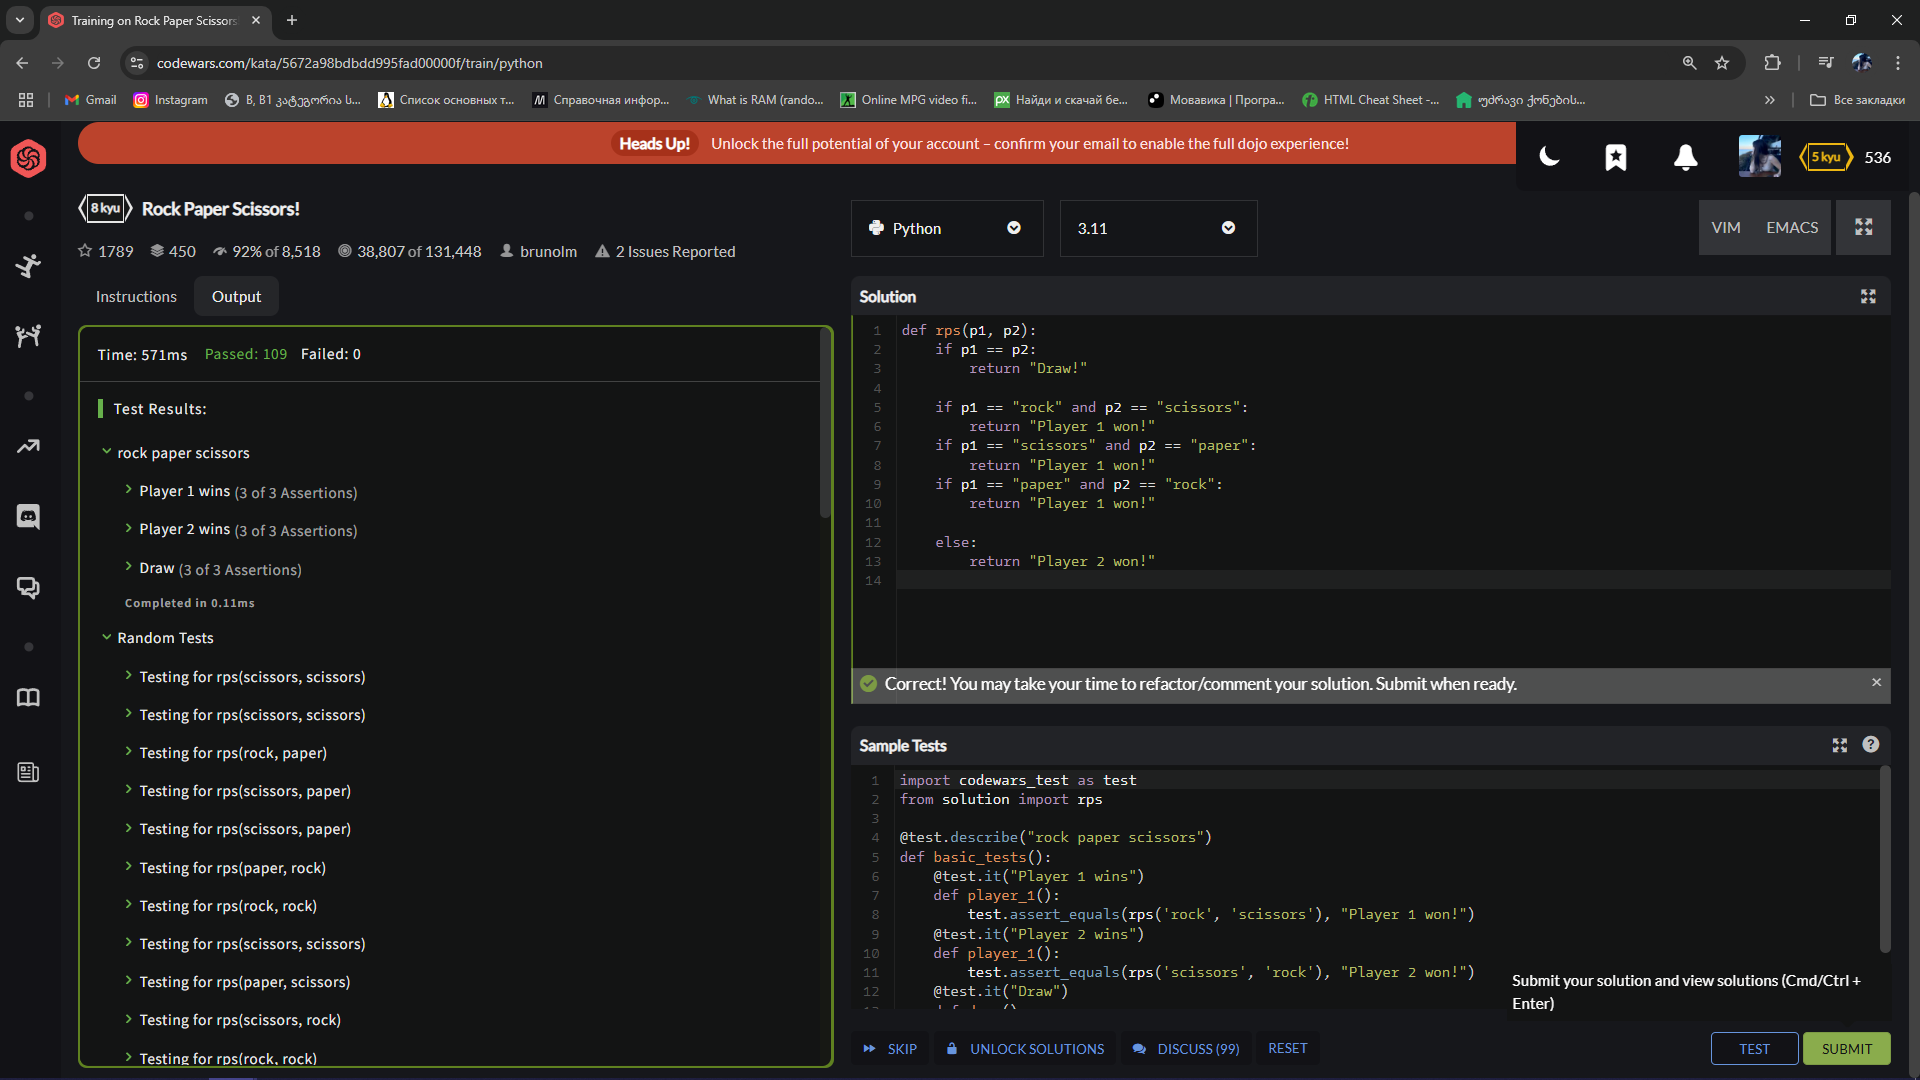 Training on Rock Paper Scissors
codewars.com/kata/5672a98bdbdd995fad00000f/train/python
Gmail
Instagram
B, B1 კატეგორია ს...
Список основных т...
Справочная инфор...
What is RAM (rando...
Online MPG video fi...
Найди и скачай бе...
Мовавика | Програ...
HTML Cheat Sheet -...
უძრავი ქონების...
Все закладки
Heads Up! Unlock the full potential of your account – confirm your email to enable the full dojo experience!
5 kyu 536
8 kyu Rock Paper Scissors!
1789 450 92% of 8,518 38,807 of 131,448 brunolm 2 Issues Reported
Instructions Output
Time: 571ms Passed: 109 Failed: 0
Test Results:
rock paper scissors
Player 1 wins (3 of 3 Assertions)
Player 2 wins (3 of 3 Assertions)
Draw (3 of 3 Assertions)
Completed in 0.11ms
Random Tests
Testing for rps(scissors, scissors)
Testing for rps(scissors, scissors)
Testing for rps(rock, paper)
Testing for rps(scissors, paper)
Testing for rps(scissors, paper)
Testing for rps(paper, rock)
Testing for rps(rock, rock)
Testing for rps(scissors, scissors)
Testing for rps(paper, scissors)
Testing for rps(scissors, rock)
Testing for rps(rock, rock)
Python 3.11 VIM EMACS
Solution
1 def rps(p1, p2):
2     if p1 == p2:
3         return "Draw!"
4
5     if p1 == "rock" and p2 == "scissors":
6         return "Player 1 won!"
7     if p1 == "scissors" and p2 == "paper":
8         return "Player 1 won!"
9     if p1 == "paper" and p2 == "rock":
10         return "Player 1 won!"
11
12     else:
13         return "Player 2 won!"
14
Correct! You may take your time to refactor/comment your solution. Submit when ready.
Sample Tests
1 import codewars_test as test
2 from solution import rps
3
4 @test.describe("rock paper scissors")
5 def basic_tests():
6     @test.it("Player 1 wins")
7     def player_1():
8         test.assert_equals(rps('rock', 'scissors'), "Player 1 won!")
9     @test.it("Player 2 wins")
10     def player_1():
11         test.assert_equals(rps('scissors', 'rock'), "Player 2 won!")
12     @test.it("Draw")
Submit your solution and view solutions (Cmd/Ctrl +
Enter)
SKIP UNLOCK SOLUTIONS DISCUSS (99) RESET TEST SUBMIT